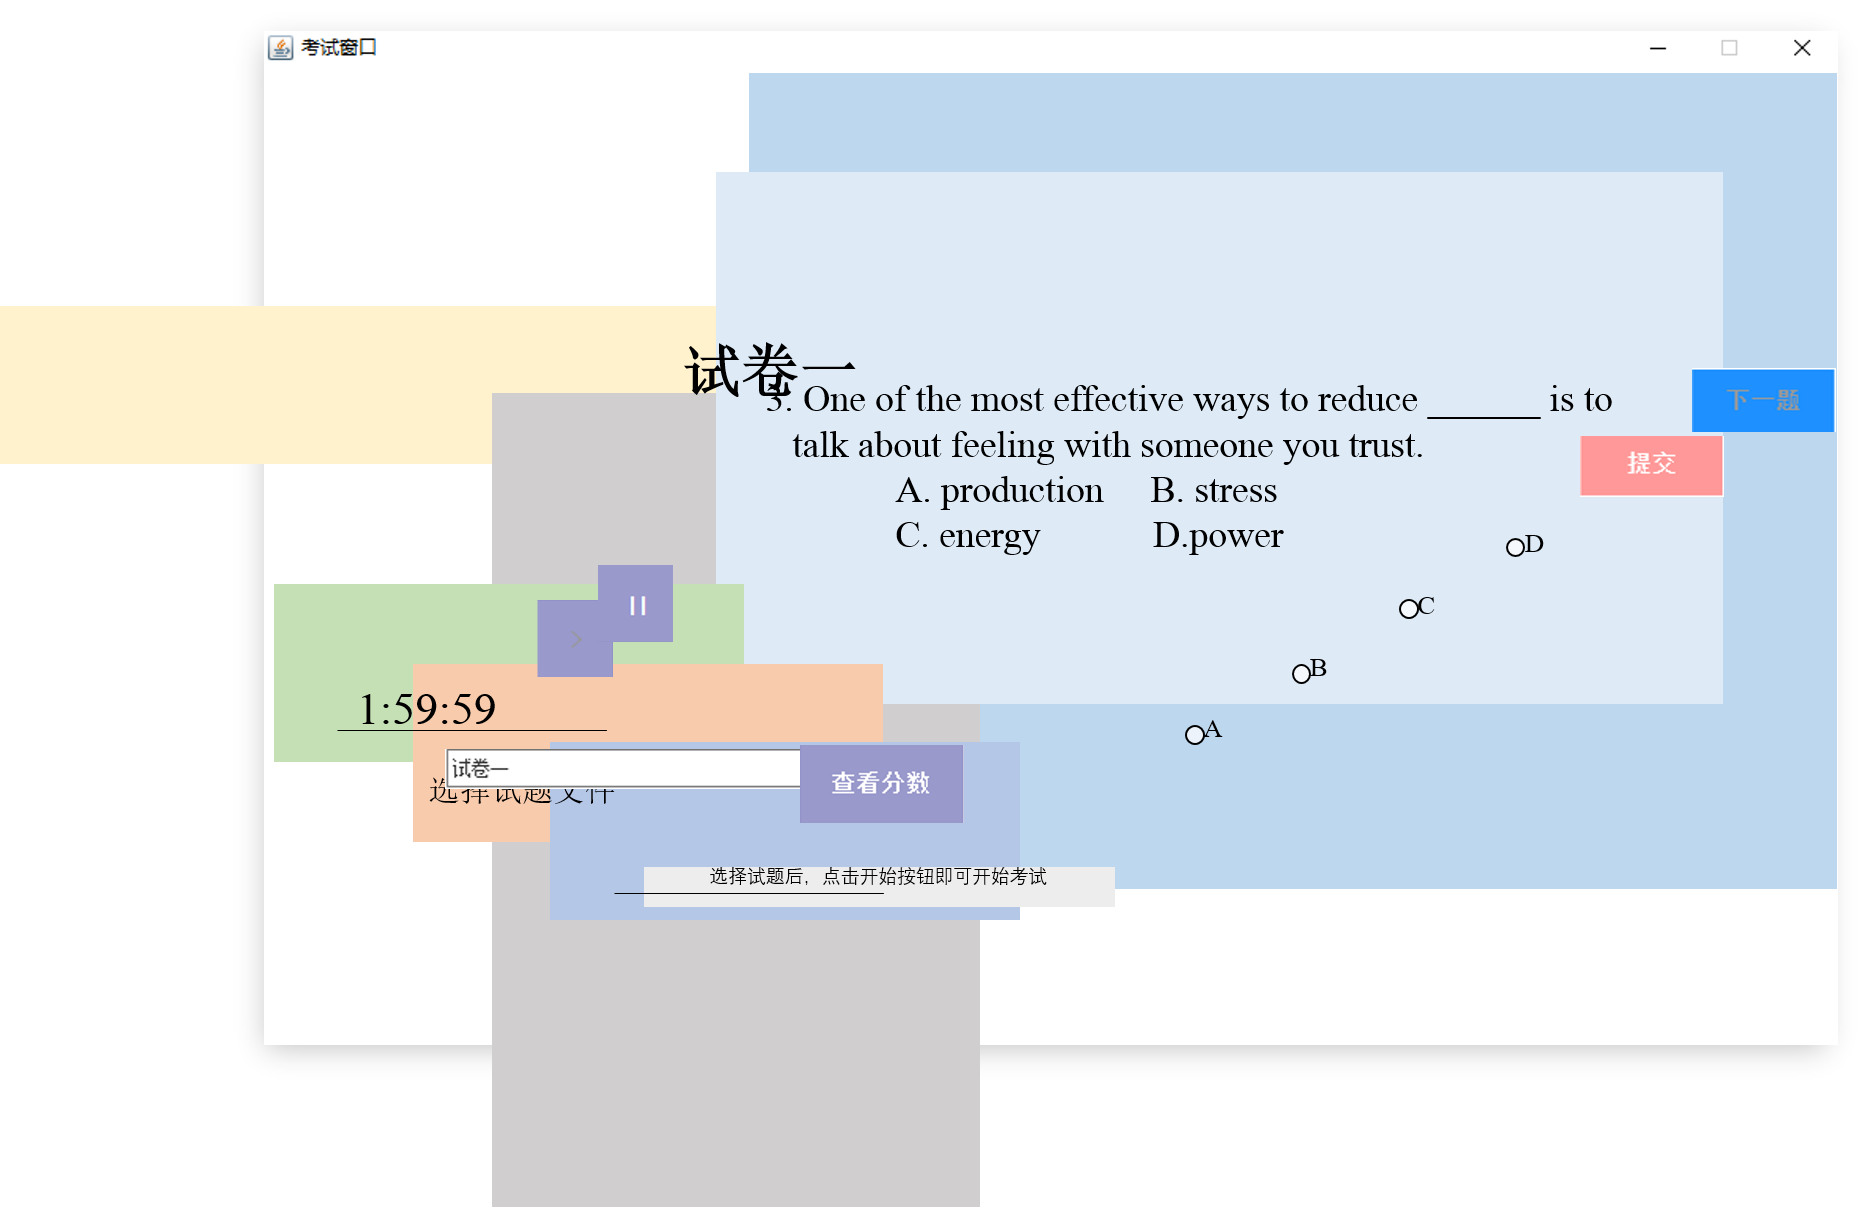 考试窗口
试卷一
3. One of the most effective ways to reduce ______ is to
talk about feeling with someone you trust.
A. production B. stress
C. energy D.power
下一题
提交
D
C
B
A
1:59:59
试卷一
选择试题文件
查看分数
选择试题后，点击开始按钮即可开始考试